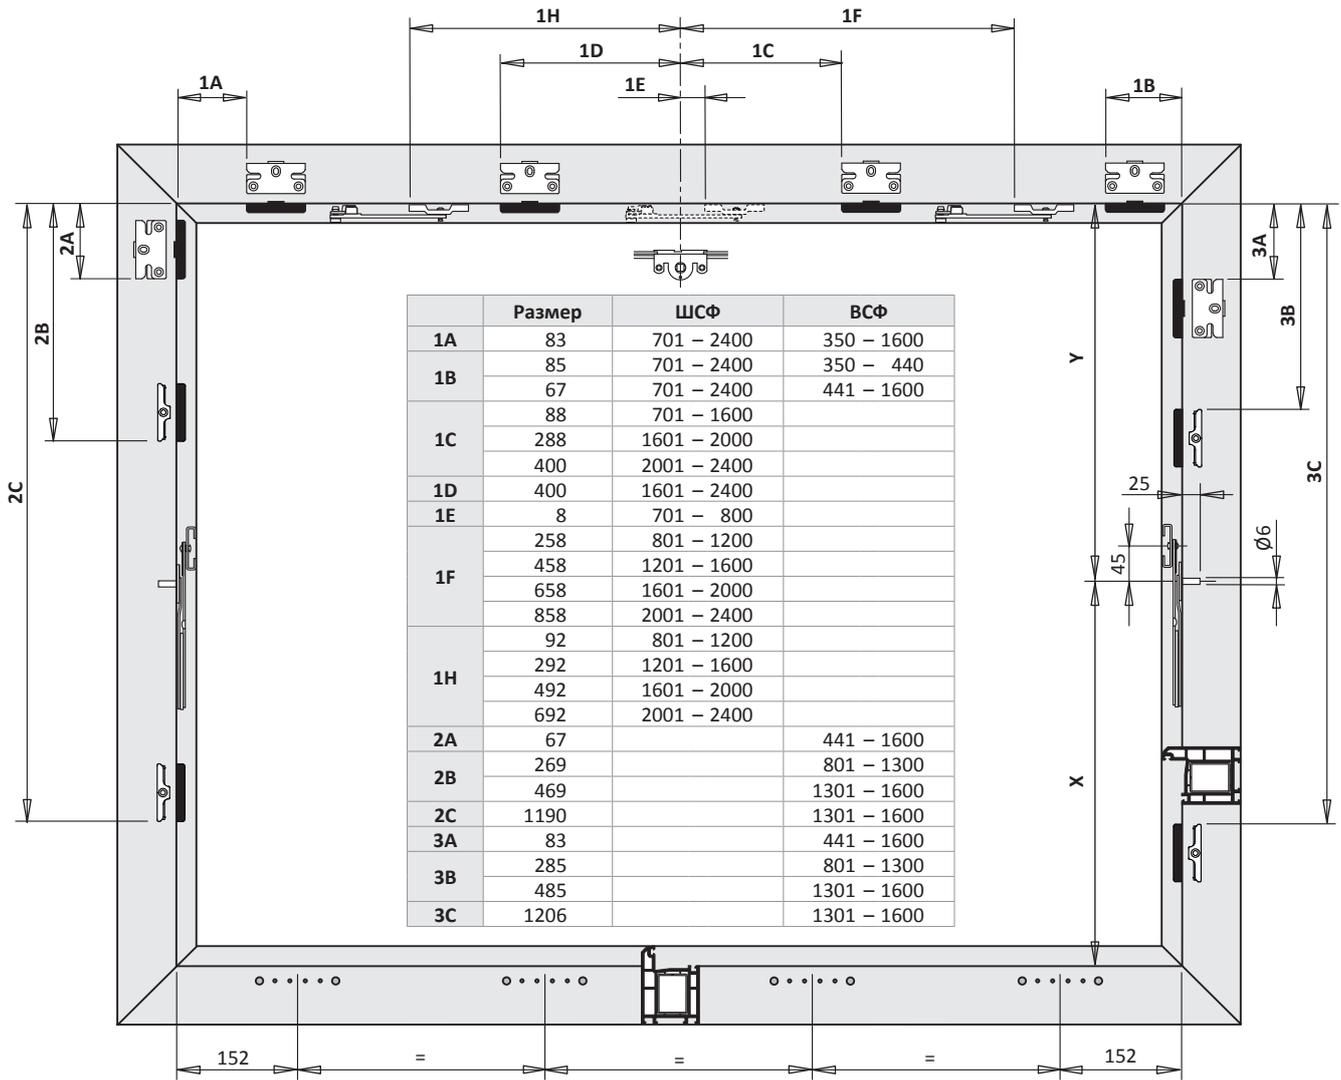 1H 1F
1D 1C
1A 1E 1B
2A
2B
2C
3A
3B
3C
Y
X
25
45
Ø6
Размер ШСФ ВСФ
1A 83 701 – 2400 350 – 1600
1B 85 701 – 2400 350 – 440
67 701 – 2400 441 – 1600
1C 88 701 – 1600
288 1601 – 2000
400 2001 – 2400
1D 400 1601 – 2400
1E 8 701 – 800
1F 258 801 – 1200
458 1201 – 1600
658 1601 – 2000
858 2001 – 2400
1H 92 801 – 1200
292 1201 – 1600
492 1601 – 2000
692 2001 – 2400
2A 67 441 – 1600
2B 269 801 – 1300
469 1301 – 1600
2C 1190 1301 – 1600
3A 83 441 – 1600
3B 285 801 – 1300
485 1301 – 1600
3C 1206 1301 – 1600
152 = = = 152